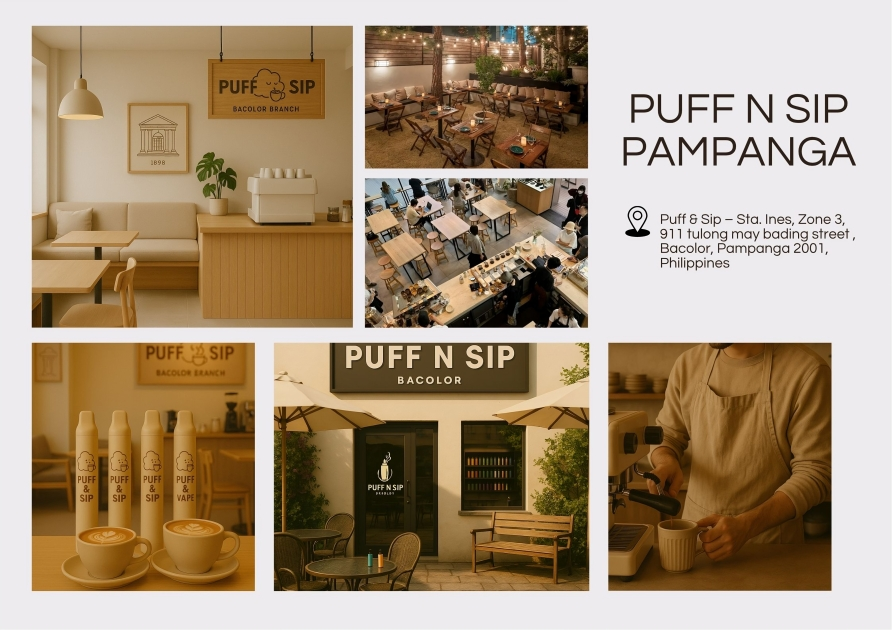 PUFF SIP
BACOLOR BRANCH
1898
PUFF N SIP
PAMPANGA
Puff & Sip – Sta. Ines, Zone 3,
911 tulong may bading street ,
Bacolor, Pampanga 2001,
Philippines
PUFF SIP
BACOLOR BRANCH
PUFF
&
SIP
PUFF
&
SIP
PUFF
&
SIP
PUFF
&
VAPE
PUFF N SIP
BACOLOR
PUFF N SIP